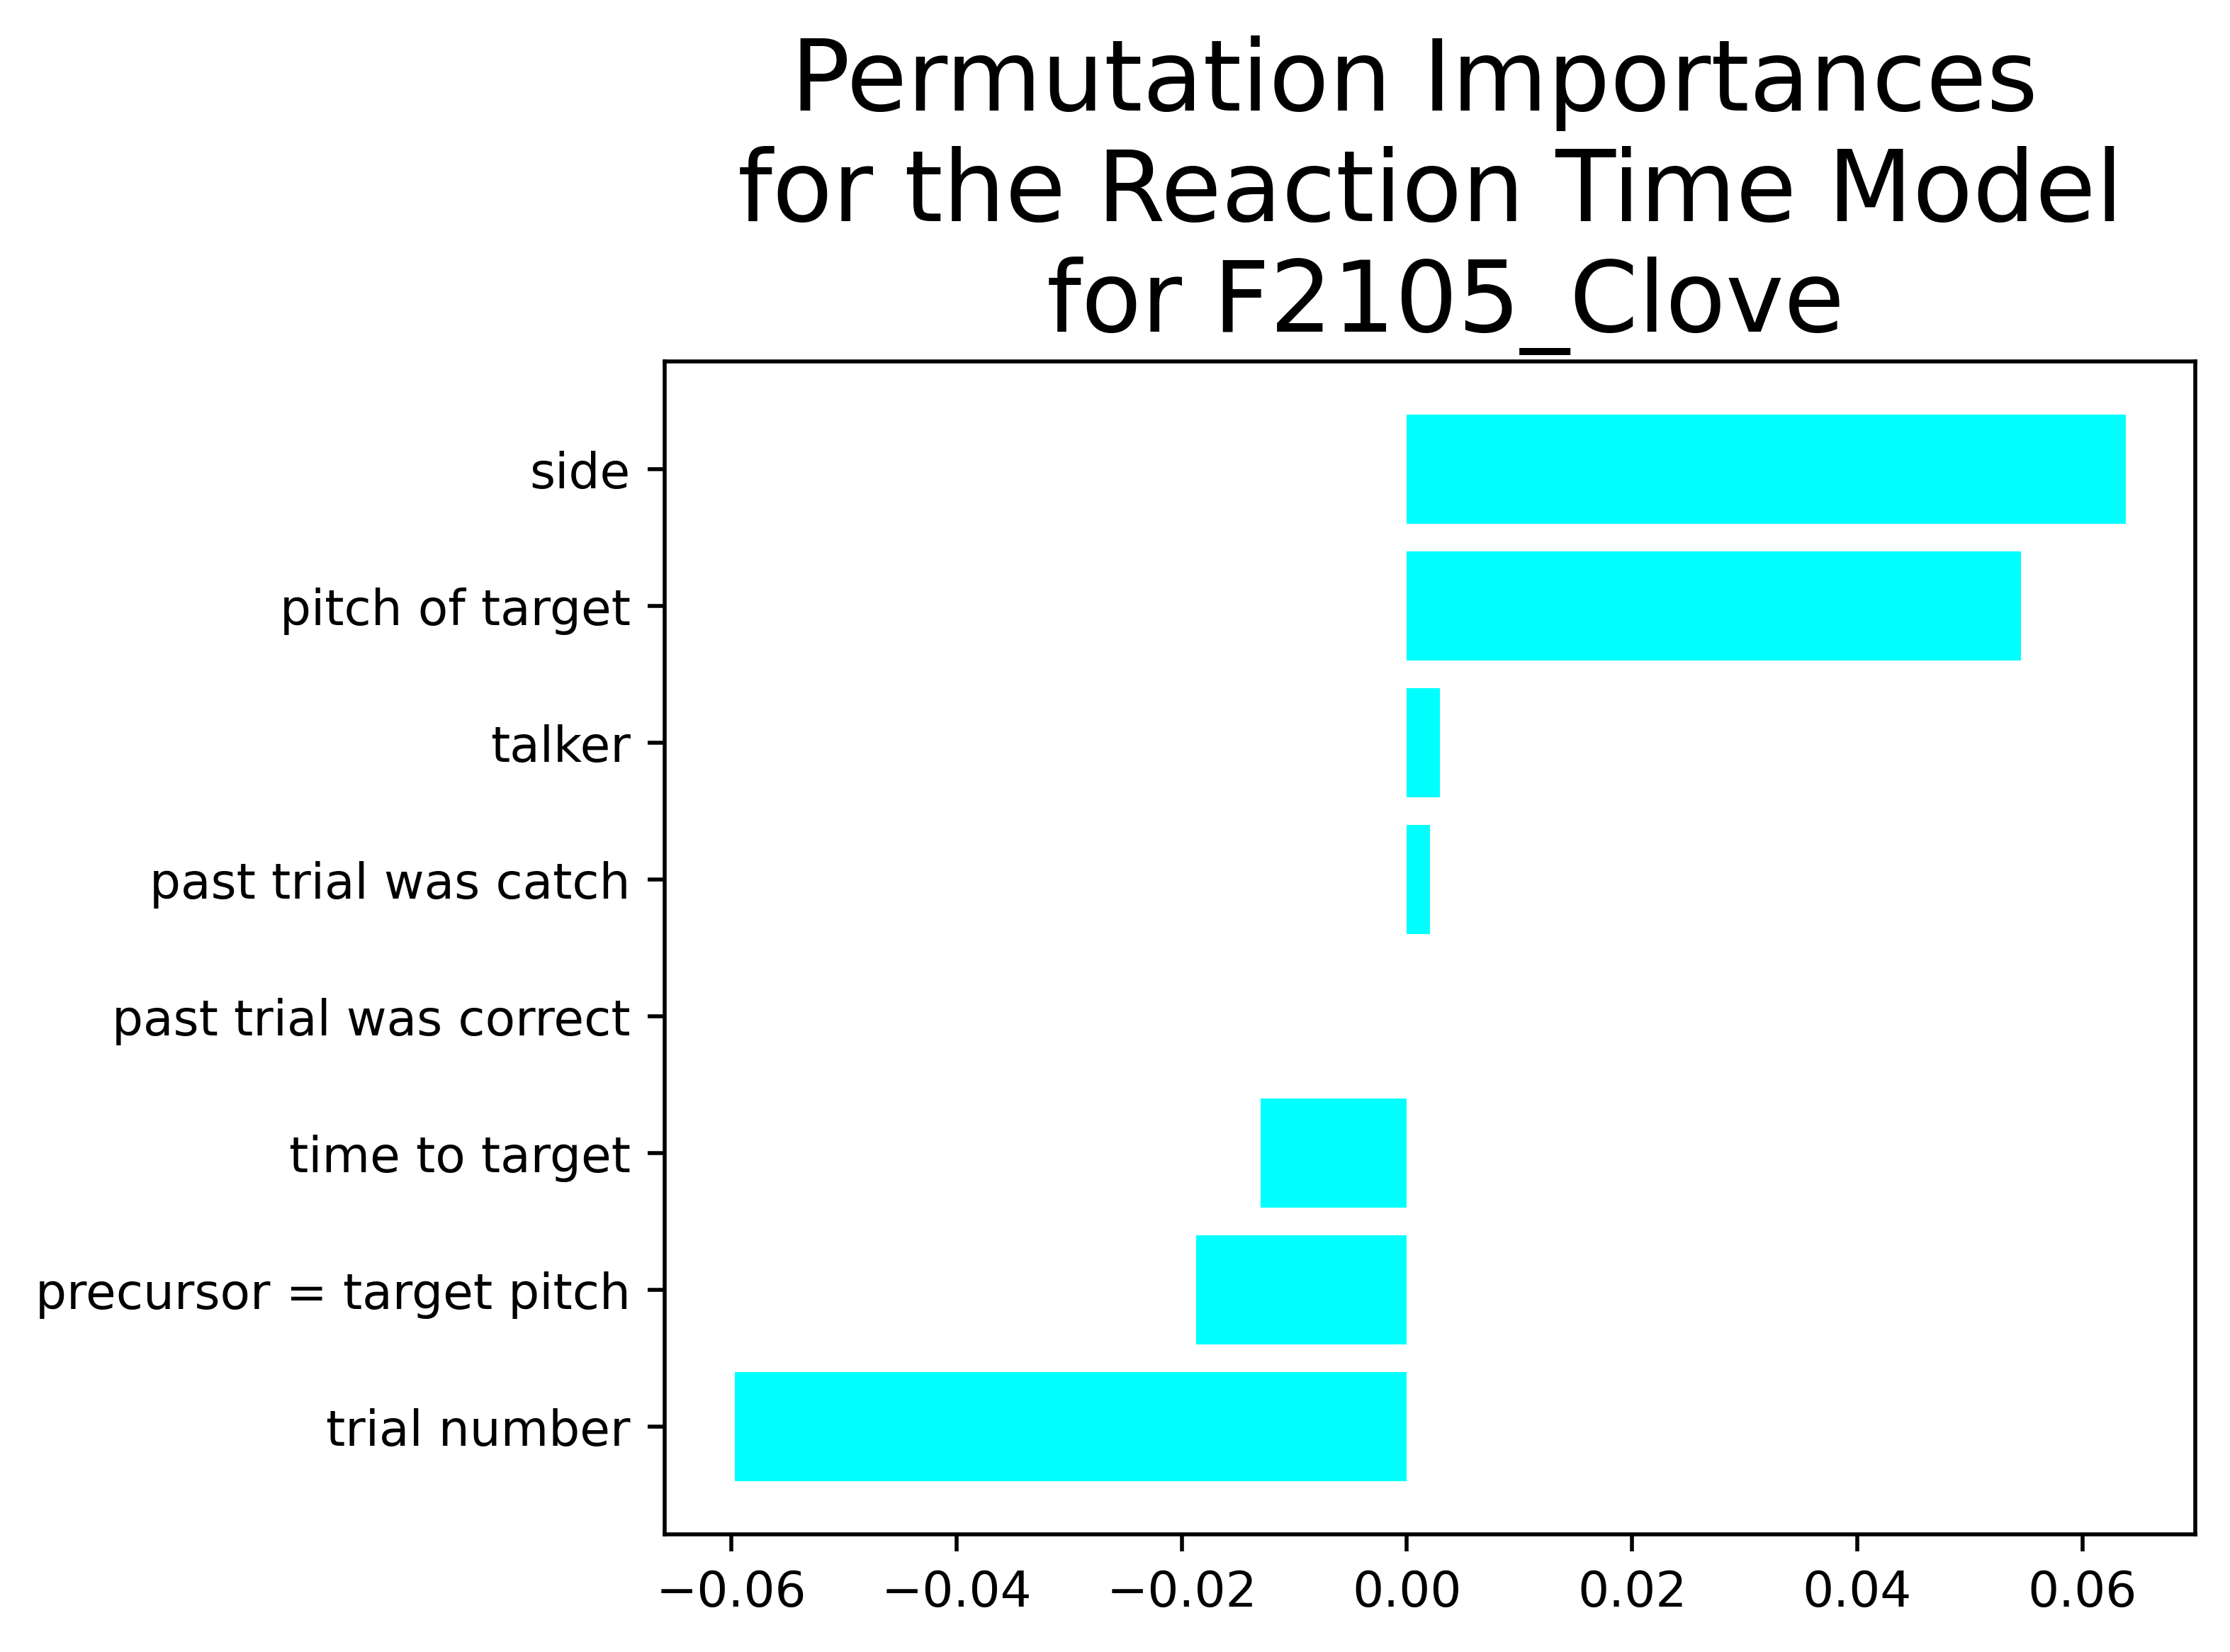 Permutation Importances
for the Reaction Time Model
for F2105_Clove
side
pitch of target
talker
past trial was catch
past trial was correct
time to target
precursor = target pitch
trial number
−0.06 −0.04 −0.02 0.00 0.02 0.04 0.06